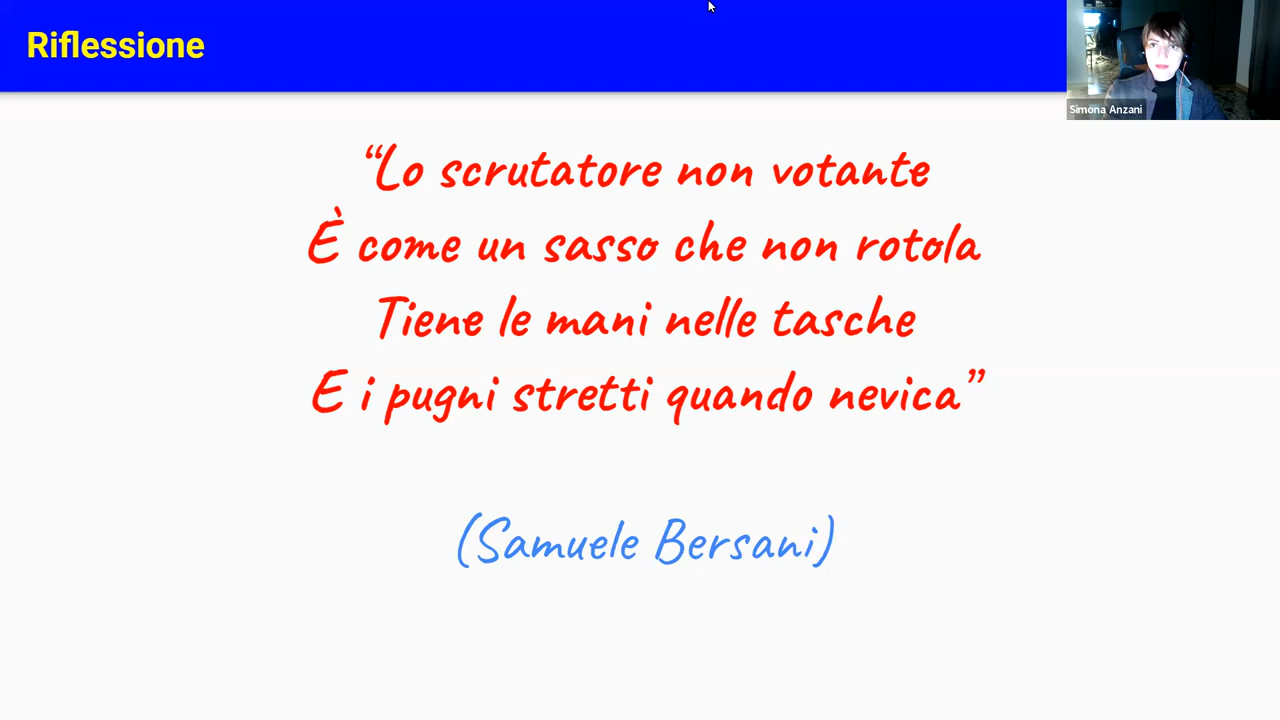 Riflessione
Simona Anzani
“Lo scrutatore non votante
È come un sasso che non rotola
Tiene le mani nelle tasche
E i pugni stretti quando nevica”
(Samuele Bersani)